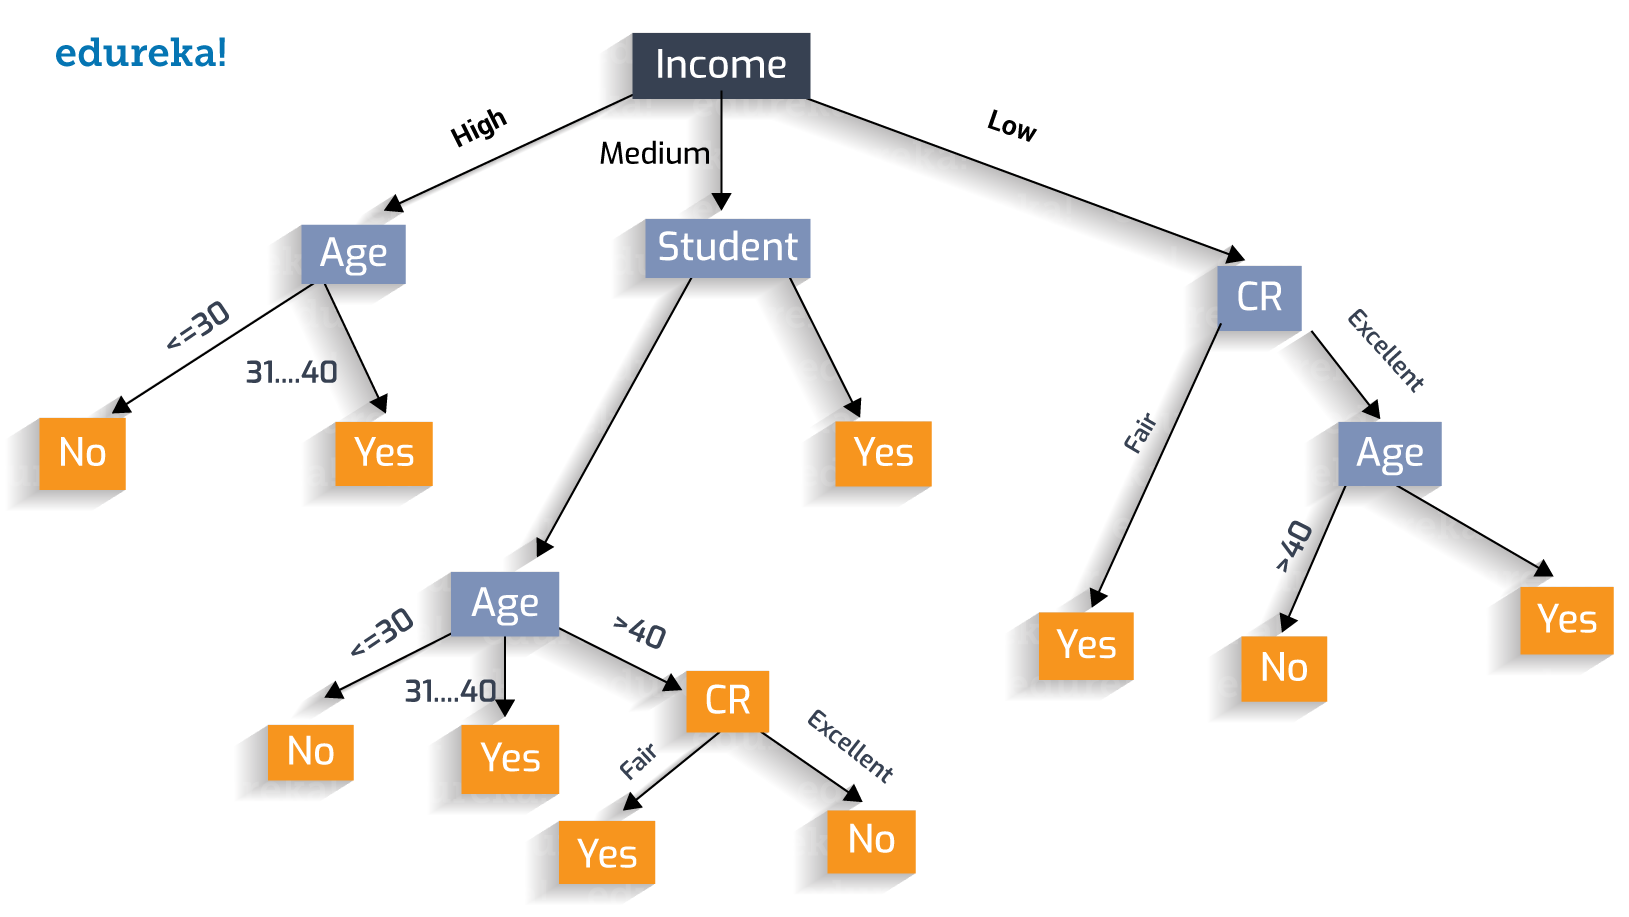 edureka!
Income
High
Medium
Low
Age
Student
CR
<=30
31....40
Fair
Excellent
No
Yes
Yes
Age
>40
Age
<=30
31....40
>40
Yes
No
Yes
CR
No
Yes
Fair
Excellent
Yes
No